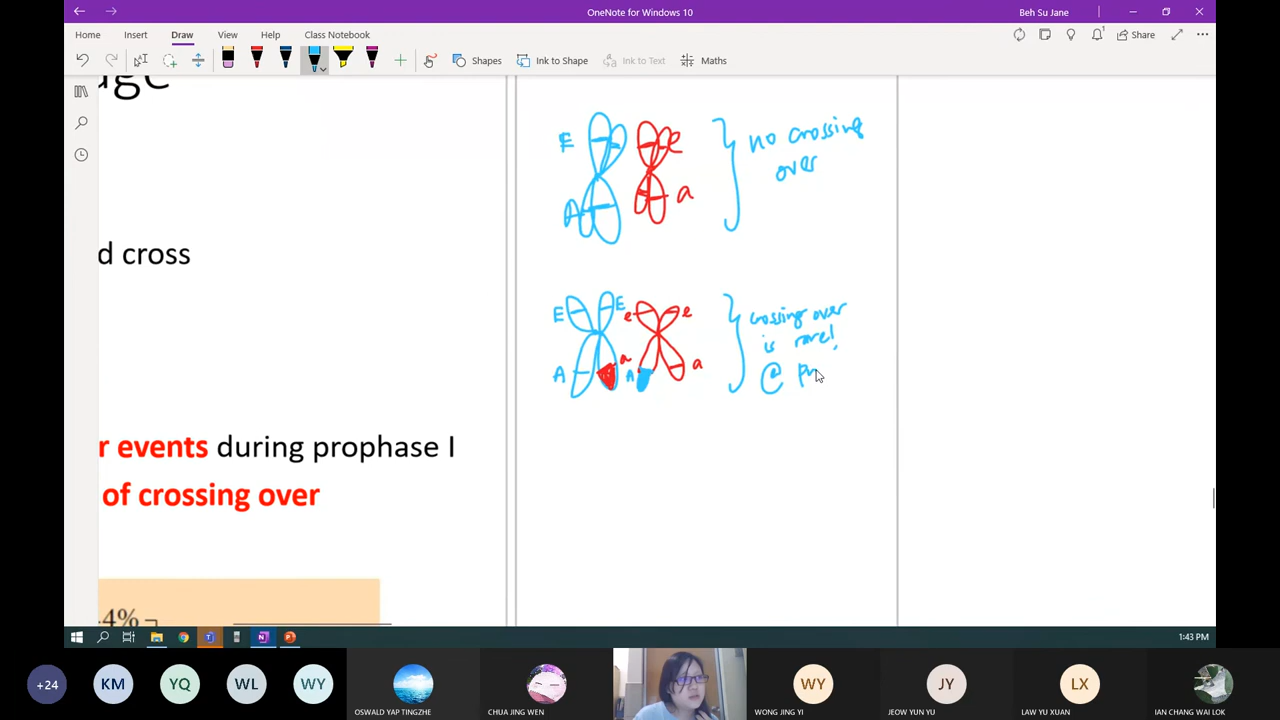 OneNote for Windows 10
Beh Su Jane
Home
Insert
Draw
View
Help
Class Notebook
Share
Shapes
Ink to Shape
Ink to Text
Maths
d cross
r events during prophase I
of crossing over
.4%
E
e
A
a
no crossing
over
E
E
e
e
A
a
A
a
crossing over
is rare!
@
1:43 PM
+24
KM
YQ
WL
WY
OSWALD YAP TINGZHE
CHUA JING WEN
WY
WONG JING YI
JY
JEOW YUN YU
LX
LAW YU XUAN
IAN CHANG WAI LOK